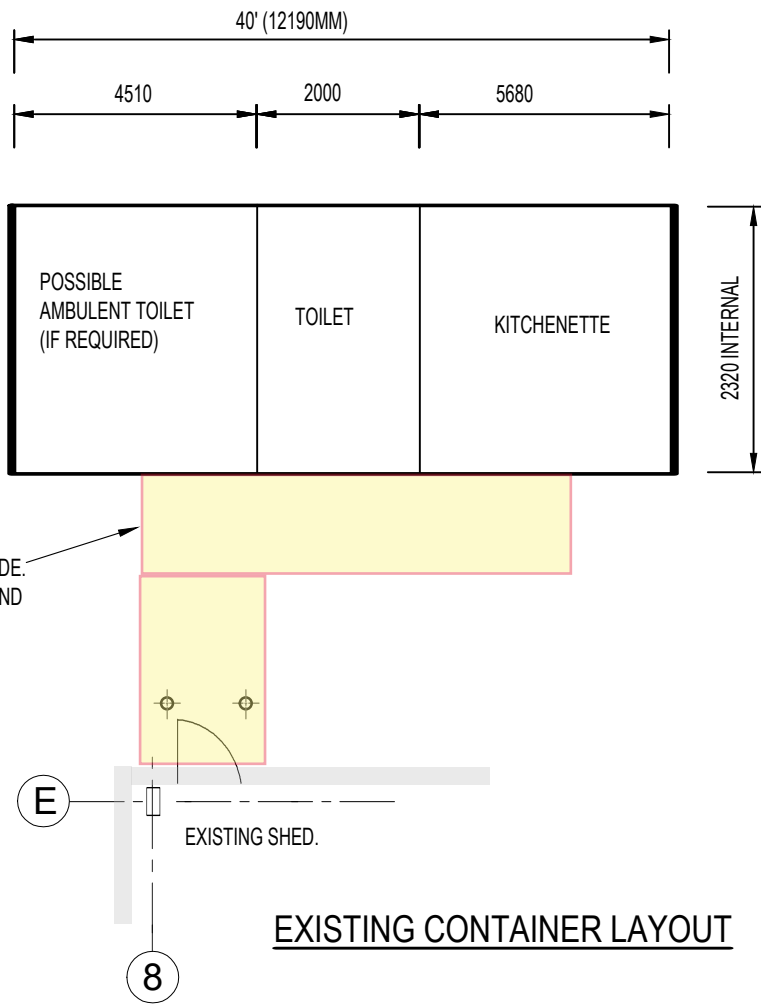 40' (12190MM)
4510
2000
5680
POSSIBLE
AMBULENT TOILET
(IF REQUIRED)
TOILET
KITCHENETTE
2320 INTERNAL
DE.
ND
E
EXISTING SHED.
EXISTING CONTAINER LAYOUT
8